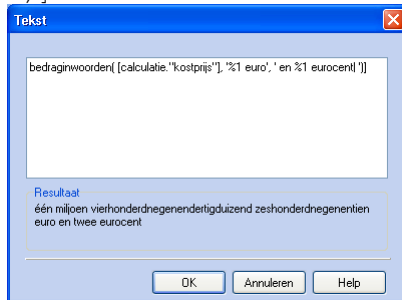 Tekst
bedraginwoorden( [calculatie."kostprijs"], '%1 euro', ' en %1 eurocent| ')]
Resultaat
één miljoen vierhonderdnegenendertigduizend zeshonderdnegenentien
euro en twee eurocent
OK Annuleren Help